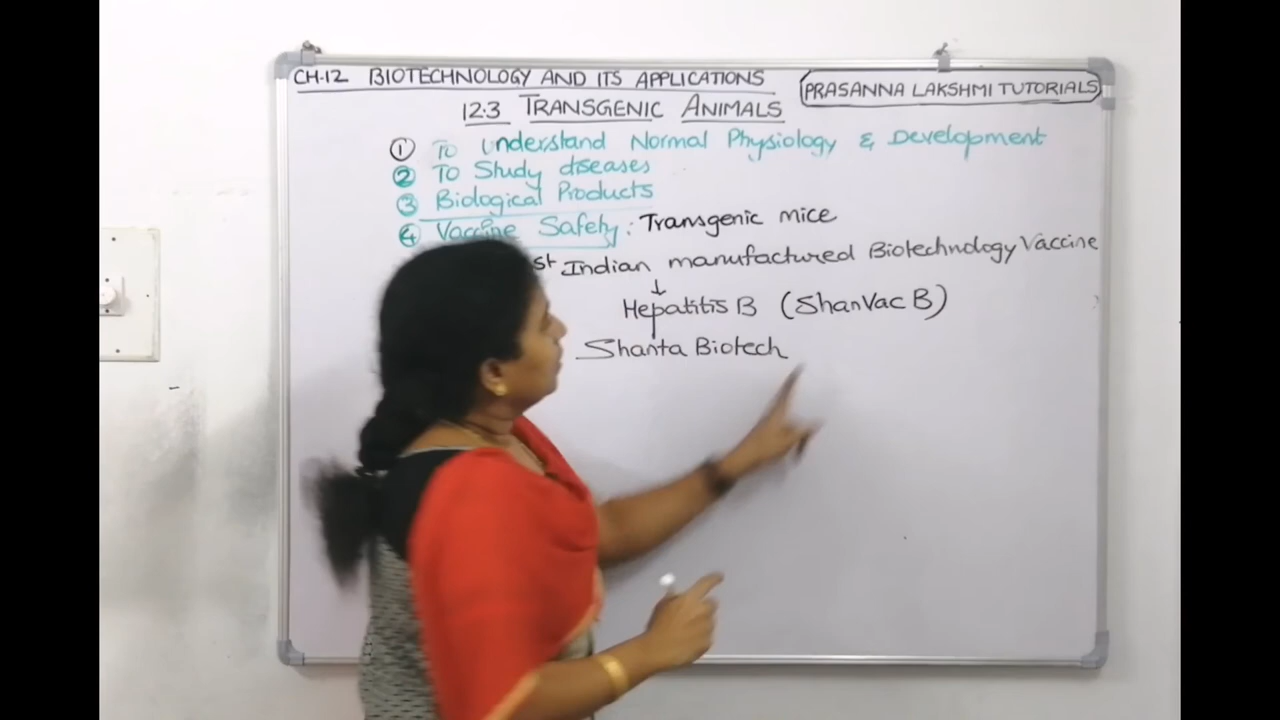 CH.12 BIOTECHNOLOGY AND ITS APPLICATIONS
PRASANNA LAKSHMI TUTORIALS
12.3 TRANSGENIC ANIMALS
① To Understand Normal Physiology & Development
② To Study diseases
③ Biological Products
④ Vaccine Safety: Transgenic mice
st Indian manufactured Biotechnology Vaccine
↓
Hepatitis B (ShanVac B)
Shanta Biotech